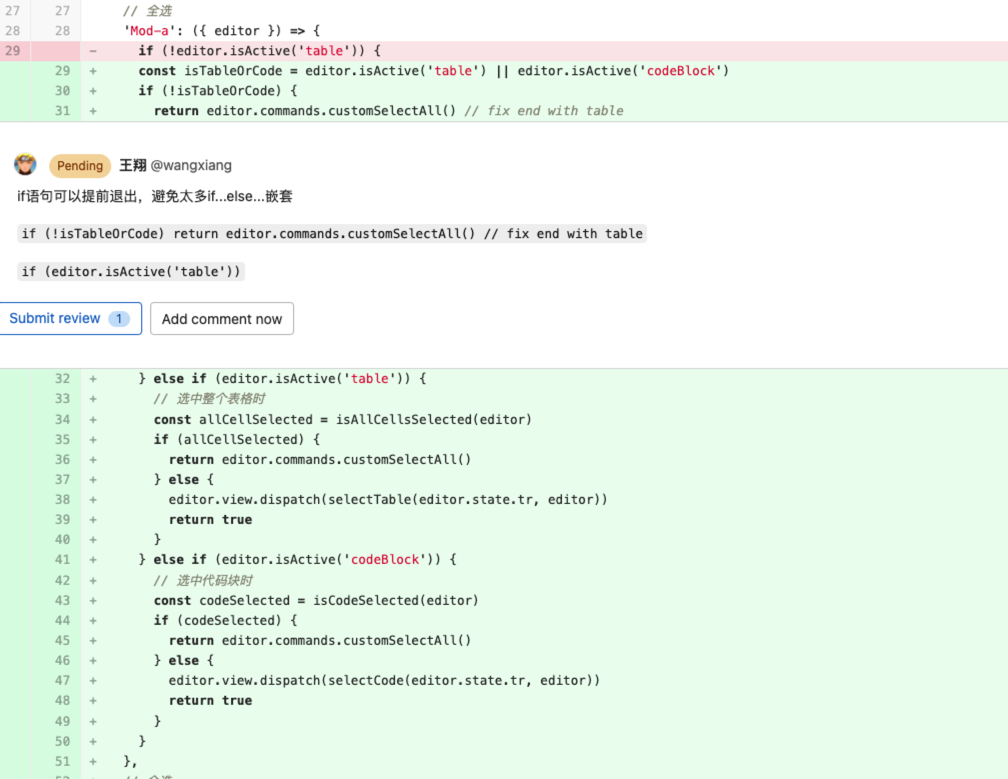 27 27 // 全选
28 28 'Mod-a': ({ editor }) => {
29 - if (!editor.isActive('table')) {
29 + const isTableOrCode = editor.isActive('table') || editor.isActive('codeBlock')
30 + if (!isTableOrCode) {
31 + return editor.commands.customSelectAll() // fix end with table
Pending 王翔 @wangxiang
if语句可以提前退出，避免太多if...else...嵌套
if (!isTableOrCode) return editor.commands.customSelectAll() // fix end with table
if (editor.isActive('table'))
Submit review 1 Add comment now
32 + } else if (editor.isActive('table')) {
33 + // 选中整个表格时
34 + const allCellSelected = isAllCellsSelected(editor)
35 + if (allCellSelected) {
36 + return editor.commands.customSelectAll()
37 + } else {
38 + editor.view.dispatch(selectTable(editor.state.tr, editor))
39 + return true
40 + }
41 + } else if (editor.isActive('codeBlock')) {
42 + // 选中代码块时
43 + const codeSelected = isCodeSelected(editor)
44 + if (codeSelected) {
45 + return editor.commands.customSelectAll()
46 + } else {
47 + editor.view.dispatch(selectCode(editor.state.tr, editor))
48 + return true
49 + }
50 + }
51 + },